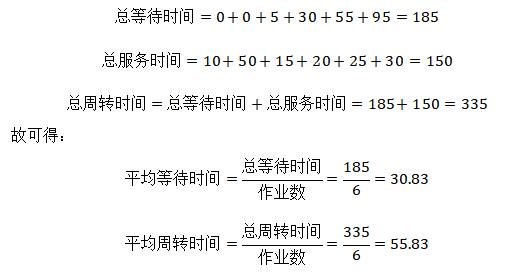 总等待时间 = 0 + 0 + 5 + 30 + 55 + 95 = 185
总服务时间 = 10 + 50 + 15 + 20 + 25 + 30 = 150
总周转时间 = 总等待时间 + 总服务时间 = 185 + 150 = 335
故可得：
平均等待时间 = 总等待时间/作业数 = 185/6 = 30.83
平均周转时间 = 总周转时间/作业数 = 335/6 = 55.83